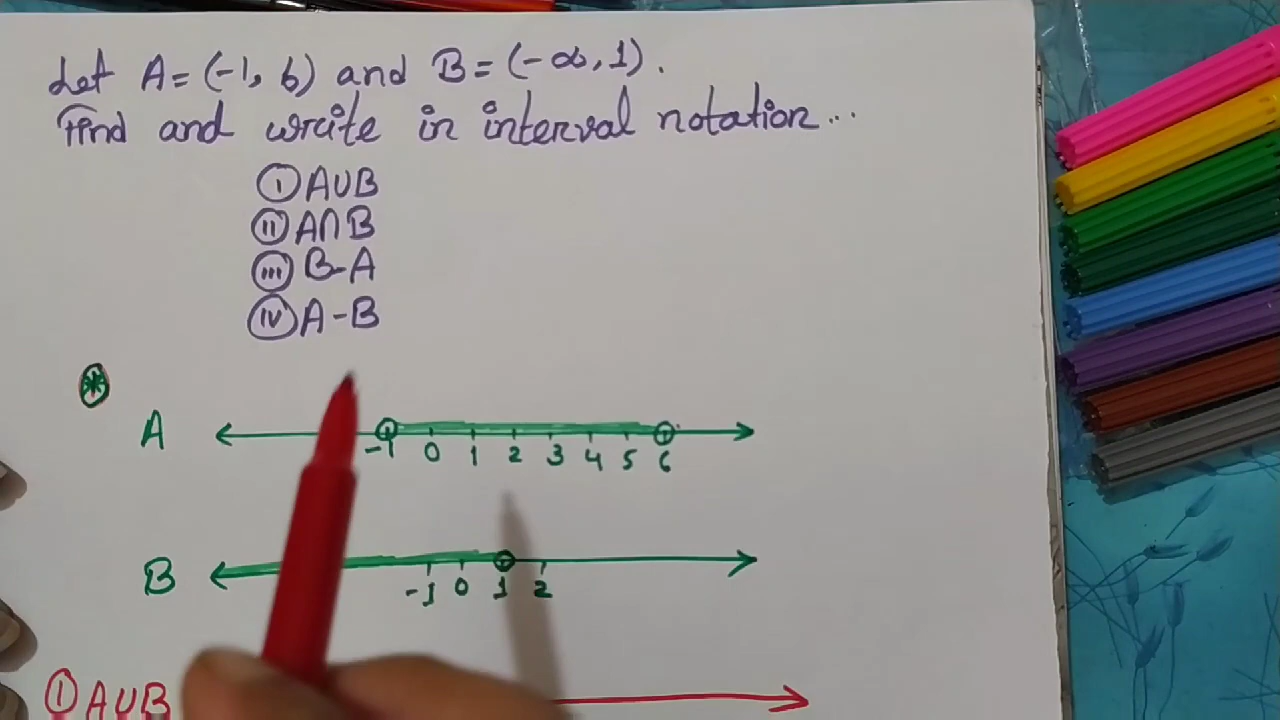 Let A = (-1, 6) and B = (-∞, 1).
Find and write in interval notation...
(i) A∪B
(ii) A∩B
(iii) B-A
(iv) A-B
*
A
-1 0 1 2 3 4 5 6
B
-1 0 1 2
(i) A∪B